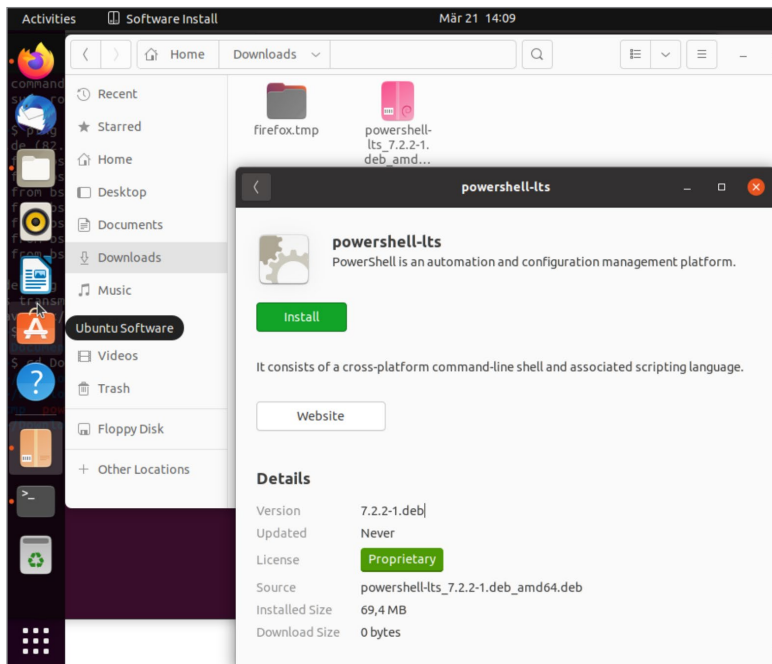 Activities Software Install Mär 21 14:09
Home Downloads
Recent
Starred
Home
Desktop
Documents
Downloads
Music
Ubuntu Software
Videos
Trash
Floppy Disk
+ Other Locations
firefox.tmp
powershell-
lts_7.2.2-1.
deb_amd...
powershell-lts
powershell-lts
PowerShell is an automation and configuration management platform.
Install
It consists of a cross-platform command-line shell and associated scripting language.
Website
Details
Version 7.2.2-1.deb
Updated Never
License Proprietary
Source powershell-lts_7.2.2-1.deb_amd64.deb
Installed Size 69,4 MB
Download Size 0 bytes